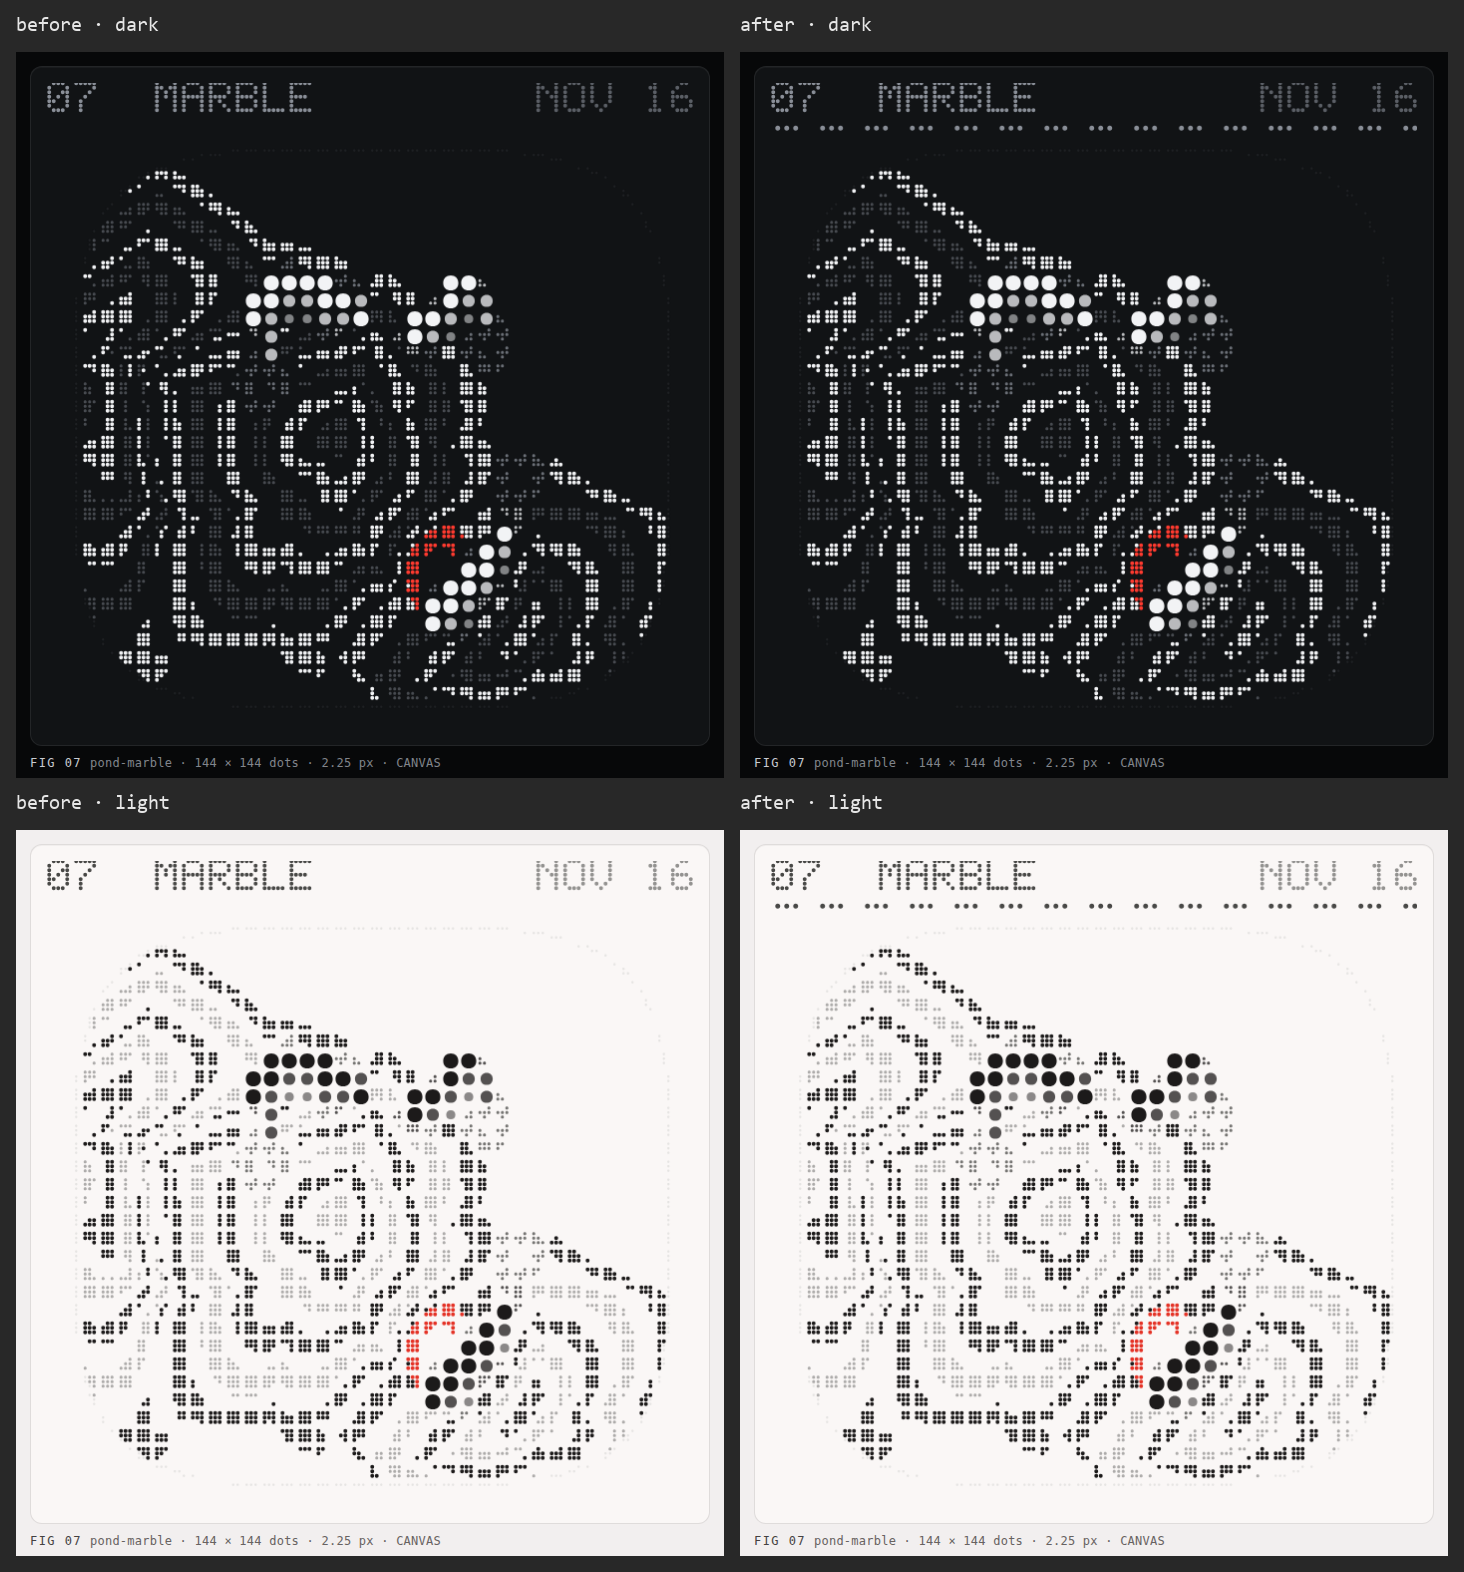 before · dark
after · dark
07 MARBLE NOV 16
07 MARBLE NOV 16
FIG 07 pond-marble · 144 × 144 dots · 2.25 px · CANVAS
FIG 07 pond-marble · 144 × 144 dots · 2.25 px · CANVAS
before · light
after · light
07 MARBLE NOV 16
07 MARBLE NOV 16
FIG 07 pond-marble · 144 × 144 dots · 2.25 px · CANVAS
FIG 07 pond-marble · 144 × 144 dots · 2.25 px · CANVAS